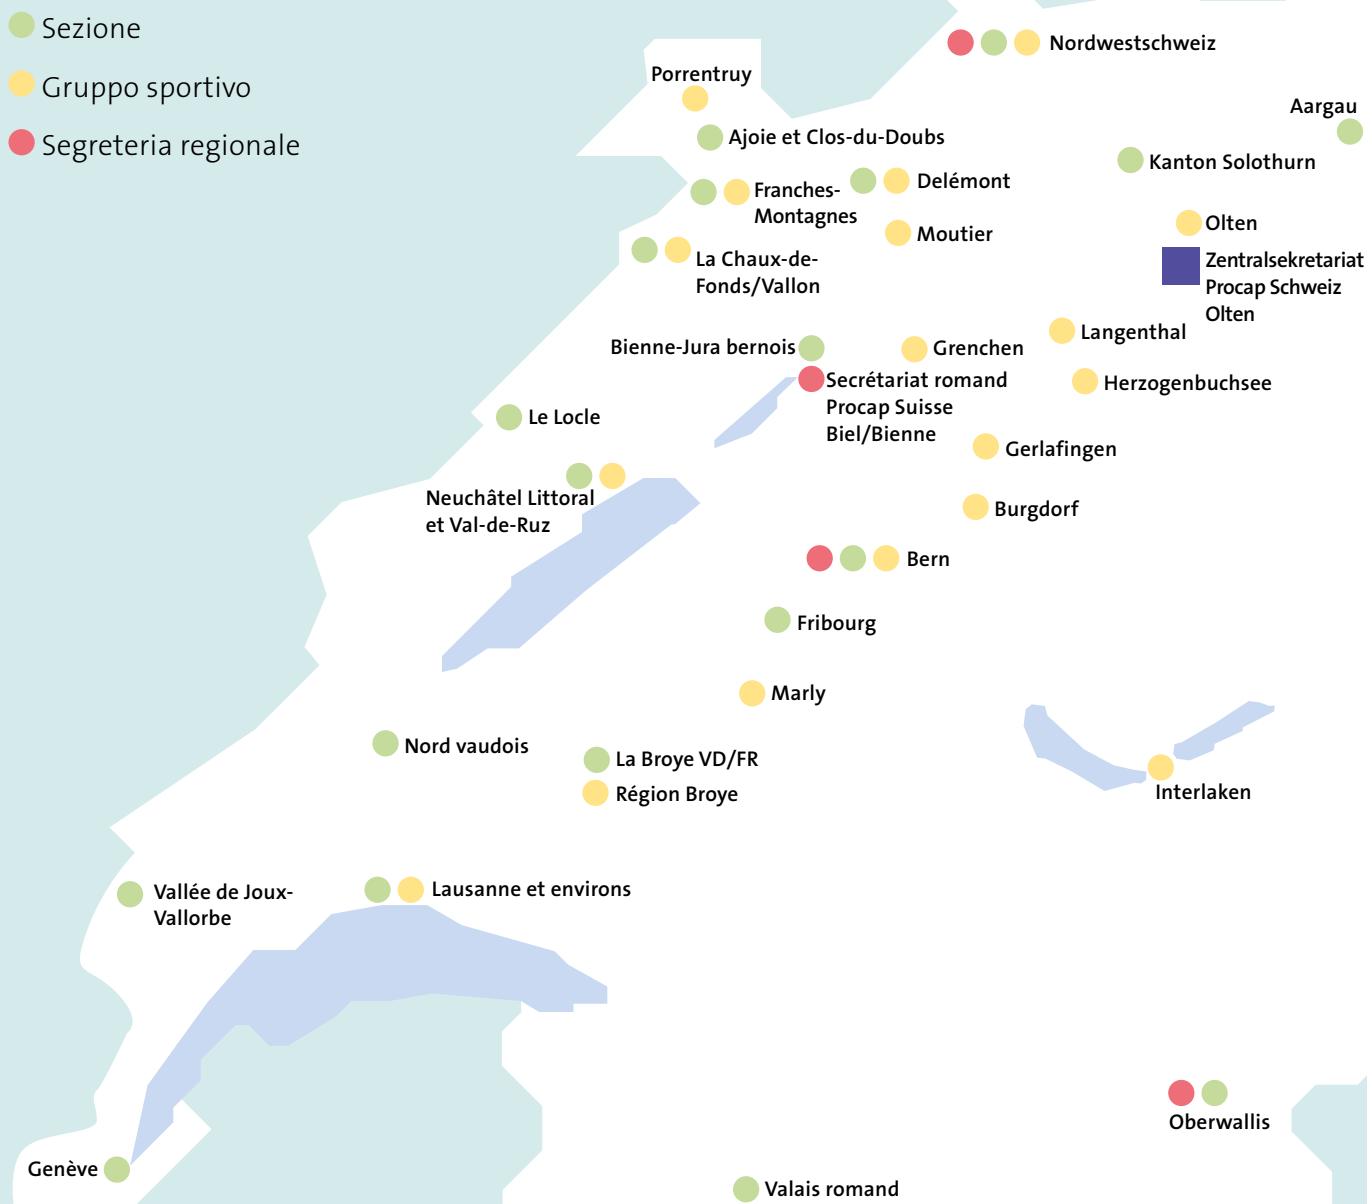 Sezione
Gruppo sportivo
Segreteria regionale
Nordwestschweiz
Porrentruy
Aargau
Ajoie et Clos-du-Doubs
Kanton Solothurn
Franches-
Montagnes
Delémont
Olten
Moutier
La Chaux-de-
Fonds/Vallon
Zentralsekretariat
Procap Schweiz
Olten
Langenthal
Bienne-Jura bernois
Grenchen
Secrétariat romand
Procap Suisse
Biel/Bienne
Herzogenbuchsee
Le Locle
Gerlafingen
Neuchâtel Littoral
et Val-de-Ruz
Burgdorf
Bern
Fribourg
Marly
Nord vaudois
La Broye VD/FR
Région Broye
Interlaken
Vallée de Joux-
Vallorbe
Lausanne et environs
Oberwallis
Genève
Valais romand